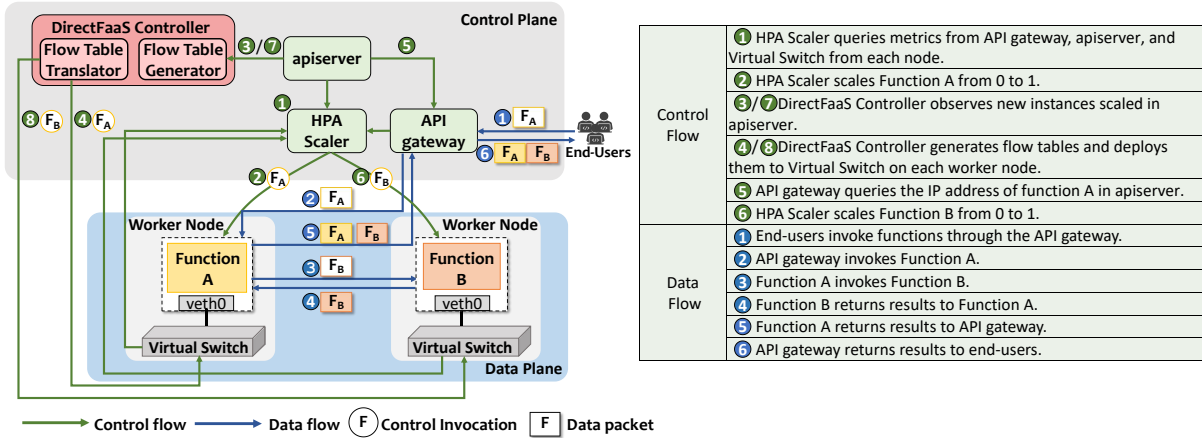 Control Plane
DirectFaaS Controller
Flow Table
Translator
Flow Table
Generator
3/7
apiserver
5
8 FB
4 FA
1
HPA
Scaler
API
gateway
1 FA
6 FA FB
End-Users
2 FA
6 FB
2 FA
Worker Node
Worker Node
5 FA FB
Function
A
3 FB
4 FB
Function
B
veth0
veth0
Virtual Switch
Virtual Switch
Data Plane
Control flow
Data flow
F Control Invocation
F Data packet
Control
Flow
1 HPA Scaler queries metrics from API gateway, apiserver, and
Virtual Switch from each node.
2 HPA Scaler scales Function A from 0 to 1.
3/7DirectFaaS Controller observes new instances scaled in
apiserver.
4/8DirectFaaS Controller generates flow tables and deploys
them to Virtual Switch on each worker node.
5 API gateway queries the IP address of function A in apiserver.
6 HPA Scaler scales Function B from 0 to 1.
Data
Flow
1 End-users invoke functions through the API gateway.
2 API gateway invokes Function A.
3 Function A invokes Function B.
4 Function B returns results to Function A.
5 Function A returns results to API gateway.
6 API gateway returns results to end-users.